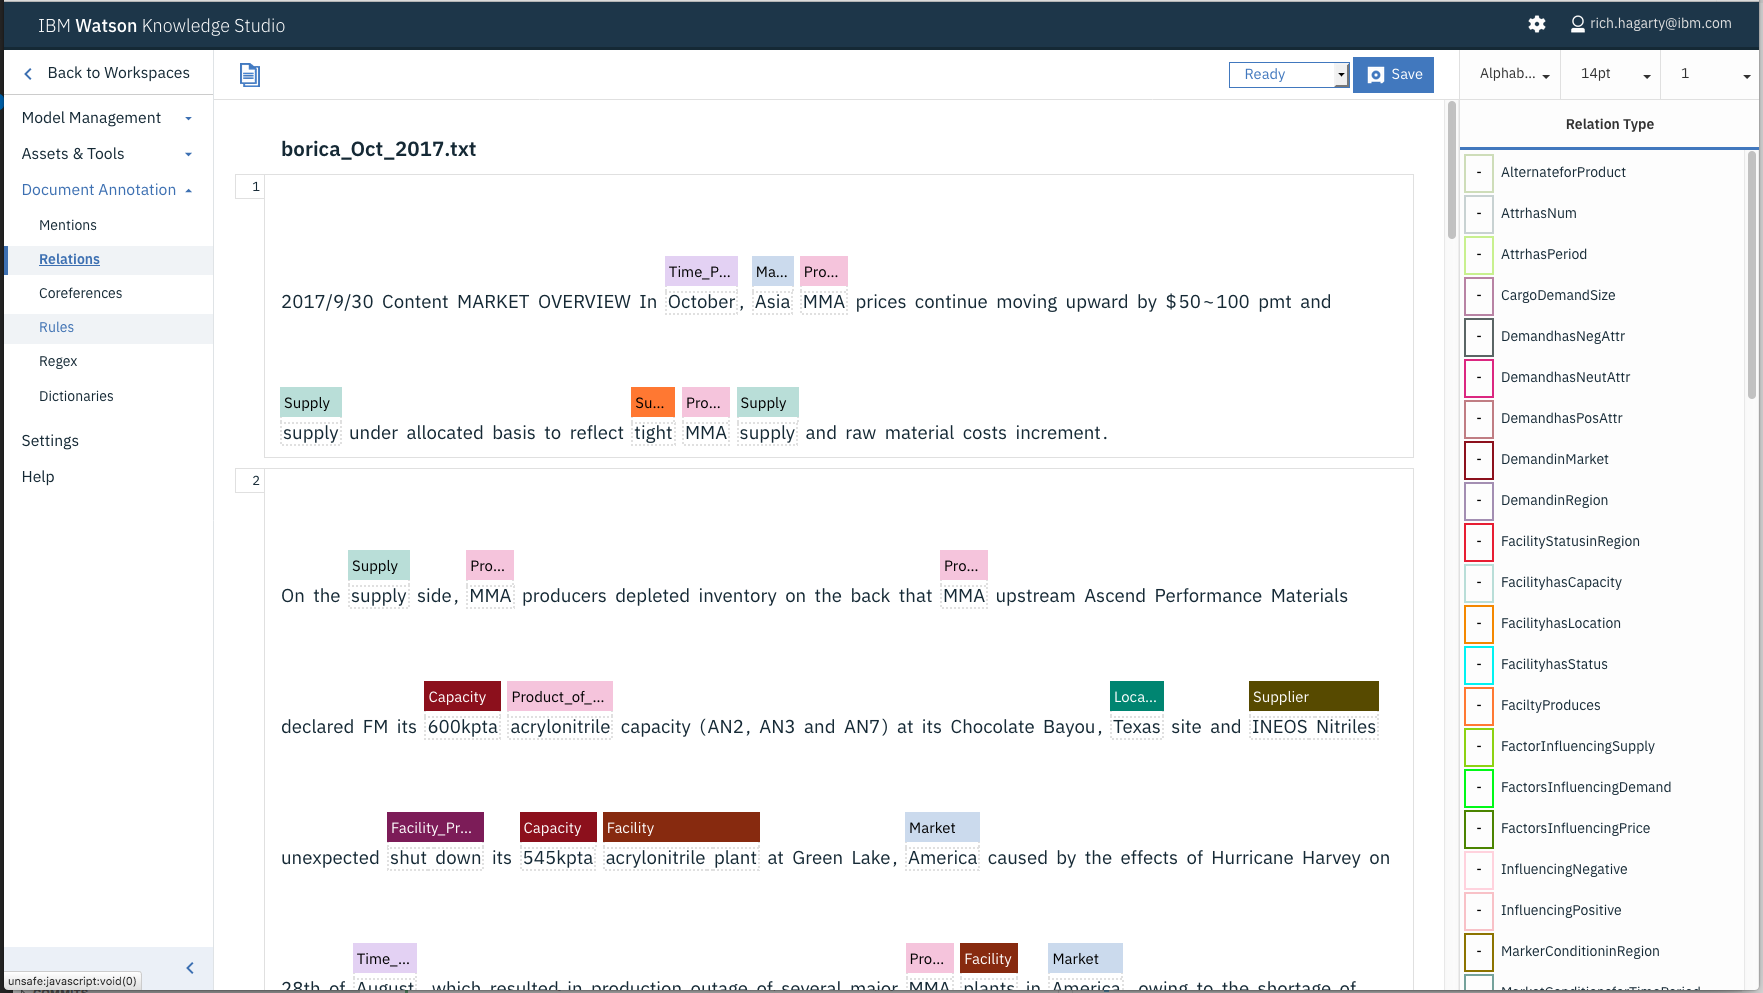 IBM Watson Knowledge Studio
rich.hagarty@ibm.com
Back to Workspaces
Ready
Save
Alphab...
14pt
1
Model Management
Assets & Tools
Document Annotation
Mentions
Relations
Coreferences
Rules
Regex
Dictionaries
Settings
Help
unsafe:javascript:void(0)
borica_Oct_2017.txt
1
Time_P... Ma... Pro...
2017/9/30 Content MARKET OVERVIEW In October, Asia MMA prices continue moving upward by $50~100 pmt and
Supply Su... Pro... Supply
supply under allocated basis to reflect tight MMA supply and raw material costs increment.
2
Supply Pro... Pro...
On the supply side, MMA producers depleted inventory on the back that MMA upstream Ascend Performance Materials
Capacity Product_of_... Loca... Supplier
declared FM its 600kpta acrylonitrile capacity (AN2, AN3 and AN7) at its Chocolate Bayou, Texas site and INEOS Nitriles
Facility_Pr... Capacity Facility Market
unexpected shut down its 545kpta acrylonitrile plant at Green Lake, America caused by the effects of Hurricane Harvey on
Time_... Pro... Facility Market
28th of August, which resulted in production outage of several major MMA plants in America, owing to the shortage of
Relation Type
- AlternateforProduct
- AttrhasNum
- AttrhasPeriod
- CargoDemandSize
- DemandhasNegAttr
- DemandhasNeutAttr
- DemandhasPosAttr
- DemandinMarket
- DemandinRegion
- FacilityStatusinRegion
- FacilityhasCapacity
- FacilityhasLocation
- FacilityhasStatus
- FaciltyProduces
- FactorInfluencingSupply
- FactorsInfluencingDemand
- FactorsInfluencingPrice
- InfluencingNegative
- InfluencingPositive
- MarkerConditioninRegion
MarketConditionsforTimePeriod